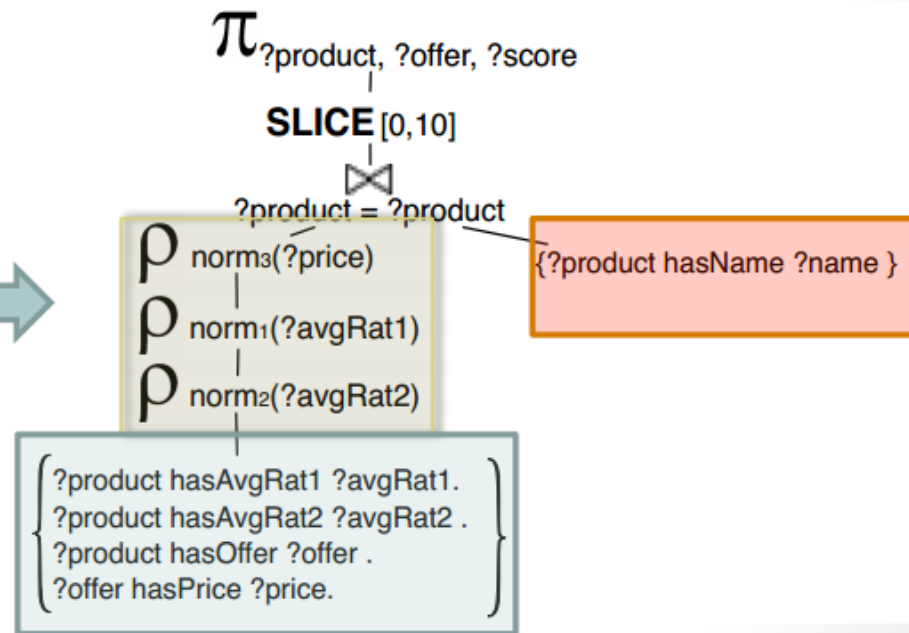 π ?product, ?offer, ?score
SLICE [0,10]
⋈
?product = ?product
ρ norm₃(?price)
{?product hasName ?name }
ρ norm₁(?avgRat1)
ρ norm₂(?avgRat2)
?product hasAvgRat1 ?avgRat1.
?product hasAvgRat2 ?avgRat2 .
?product hasOffer ?offer .
?offer hasPrice ?price.